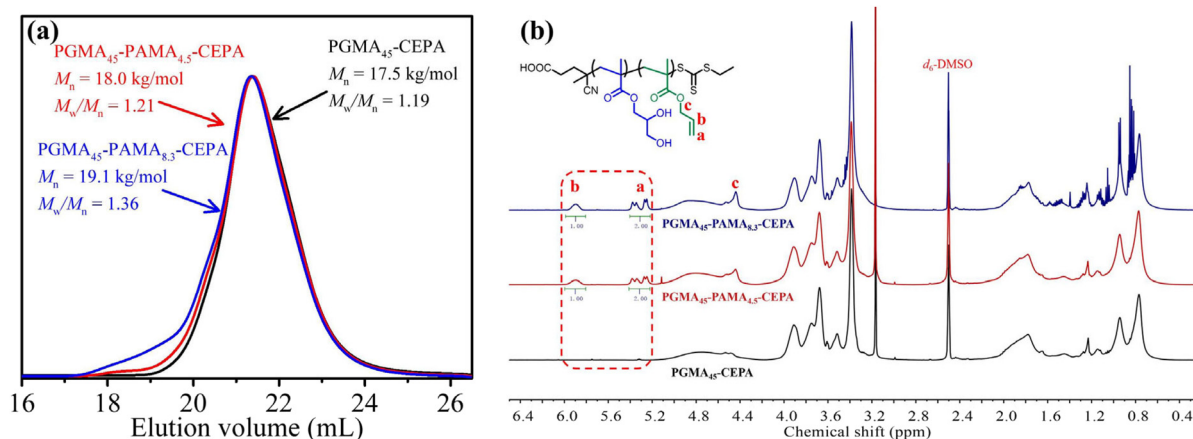 (a)
PGMA45-PAMA4.5-CEPA
Mn = 18.0 kg/mol
Mw/Mn = 1.21
PGMA45-CEPA
Mn = 17.5 kg/mol
Mw/Mn = 1.19
PGMA45-PAMA8.3-CEPA
Mn = 19.1 kg/mol
Mw/Mn = 1.36
16 18 20 22 24 26
Elution volume (mL)
(b)
HOOC
CN
O
O
OH
OH
O
O
c
b
a
S
S
S
d6-DMSO
b
a
c
1.00
2.00
PGMA45-PAMA8.3-CEPA
1.00
2.00
PGMA45-PAMA4.5-CEPA
PGMA45-CEPA
6.4 6.0 5.6 5.2 4.8 4.4 4.0 3.6 3.2 2.8 2.4 2.0 1.6 1.2 0.8
Chemical shift (ppm)